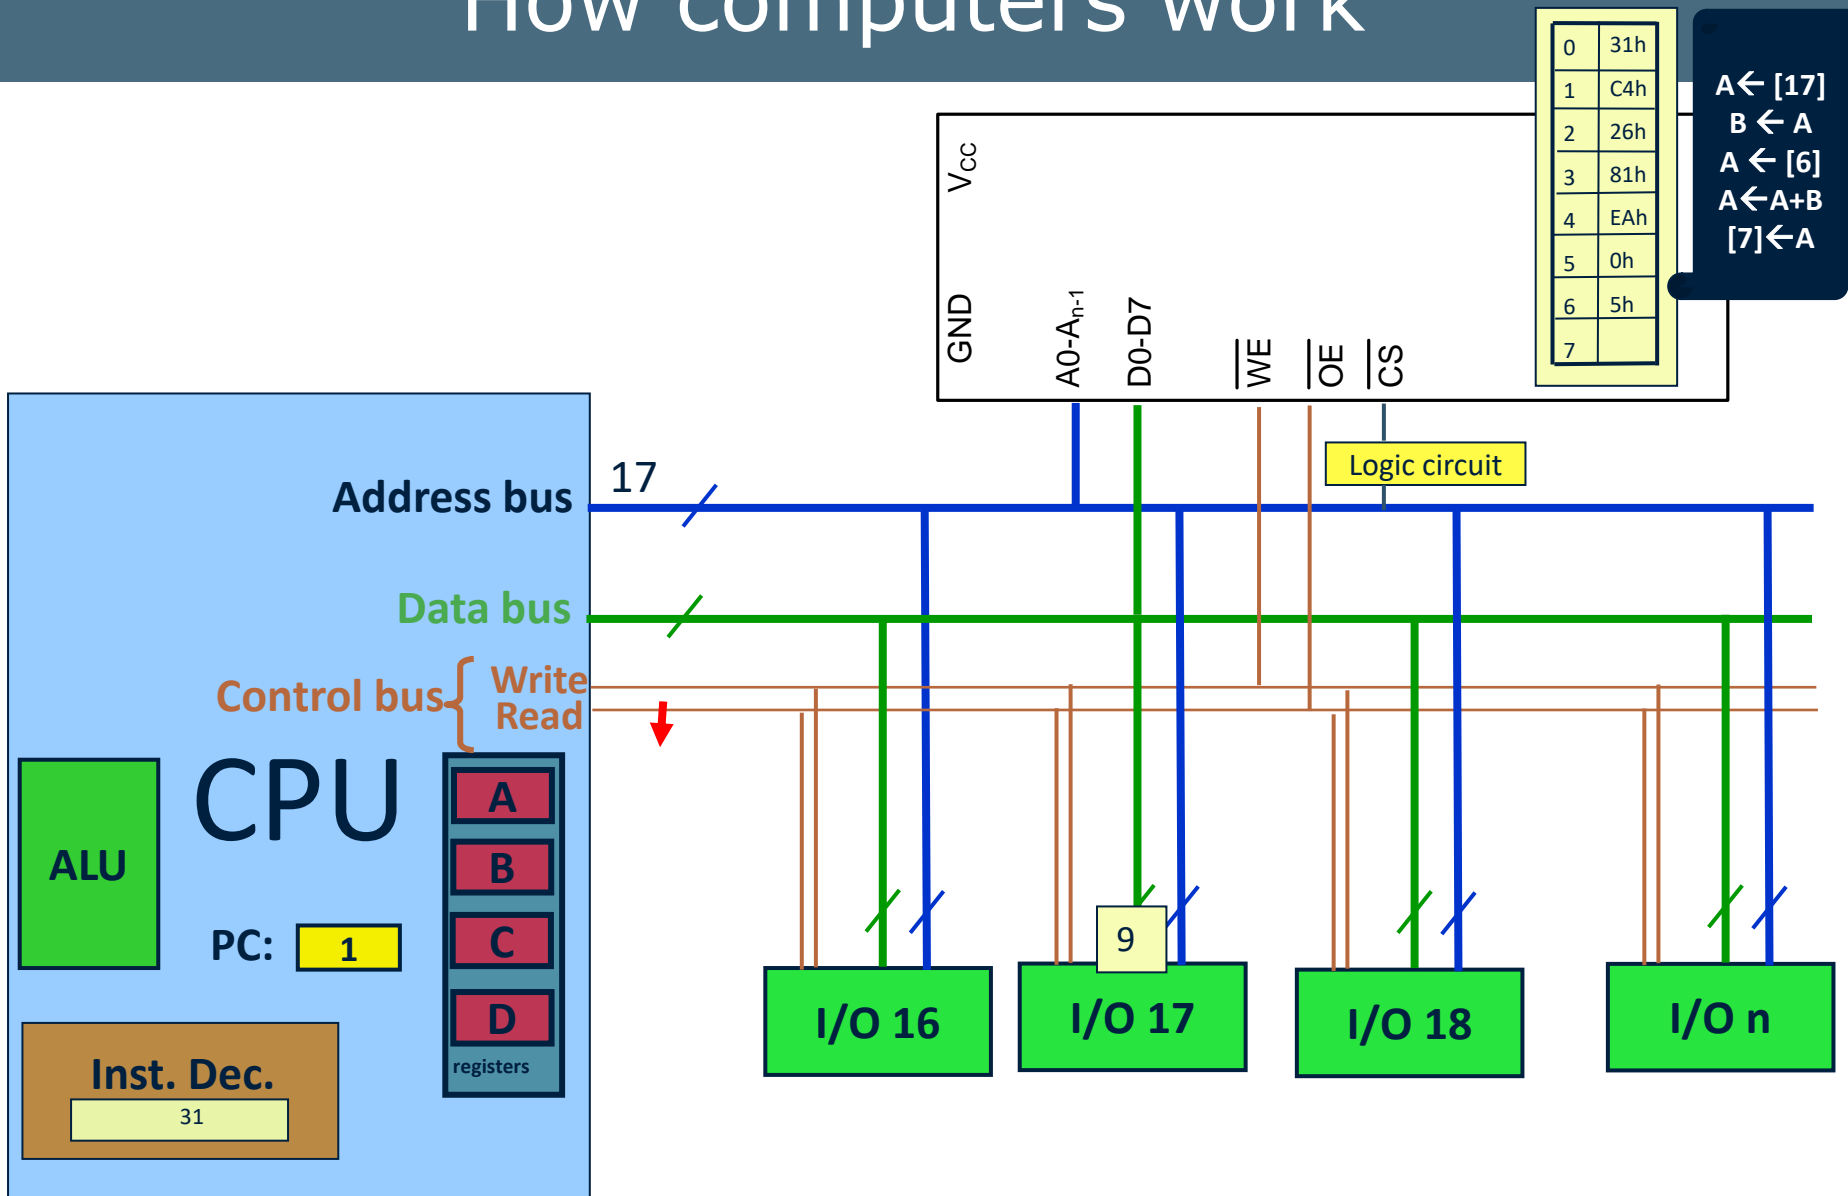 How computers work
0 31h
1 C4h
2 26h
3 81h
4 EAh
5 0h
6 5h
7
A← [17]
B ← A
A ← [6]
A←A+B
[7]←A
VCC
GND
A0-An-1
D0-D7
WE
OE
CS
Logic circuit
17
Address bus
Data bus
Control bus
Write
Read
CPU
ALU
PC: 1
A
B
C
D
registers
Inst. Dec.
31
9
I/O 16
I/O 17
I/O 18
I/O n